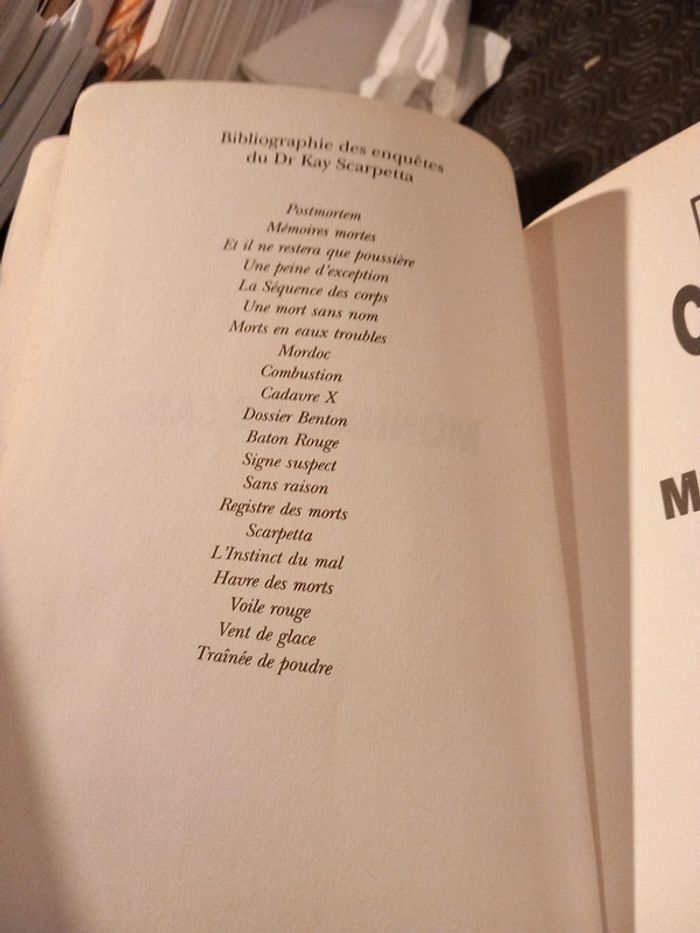 Bibliographie des enquêtes
du Dr Kay Scarpetta
Postmortem
Mémoires mortes
Et il ne restera que poussière
Une peine d'exception
La Séquence des corps
Une mort sans nom
Morts en eaux troubles
Mordoc
Combustion
Cadavre X
Dossier Benton
Baton Rouge
Signe suspect
Sans raison
Registre des morts
Scarpetta
L'Instinct du mal
Havre des morts
Voile rouge
Vent de glace
Traînée de poudre